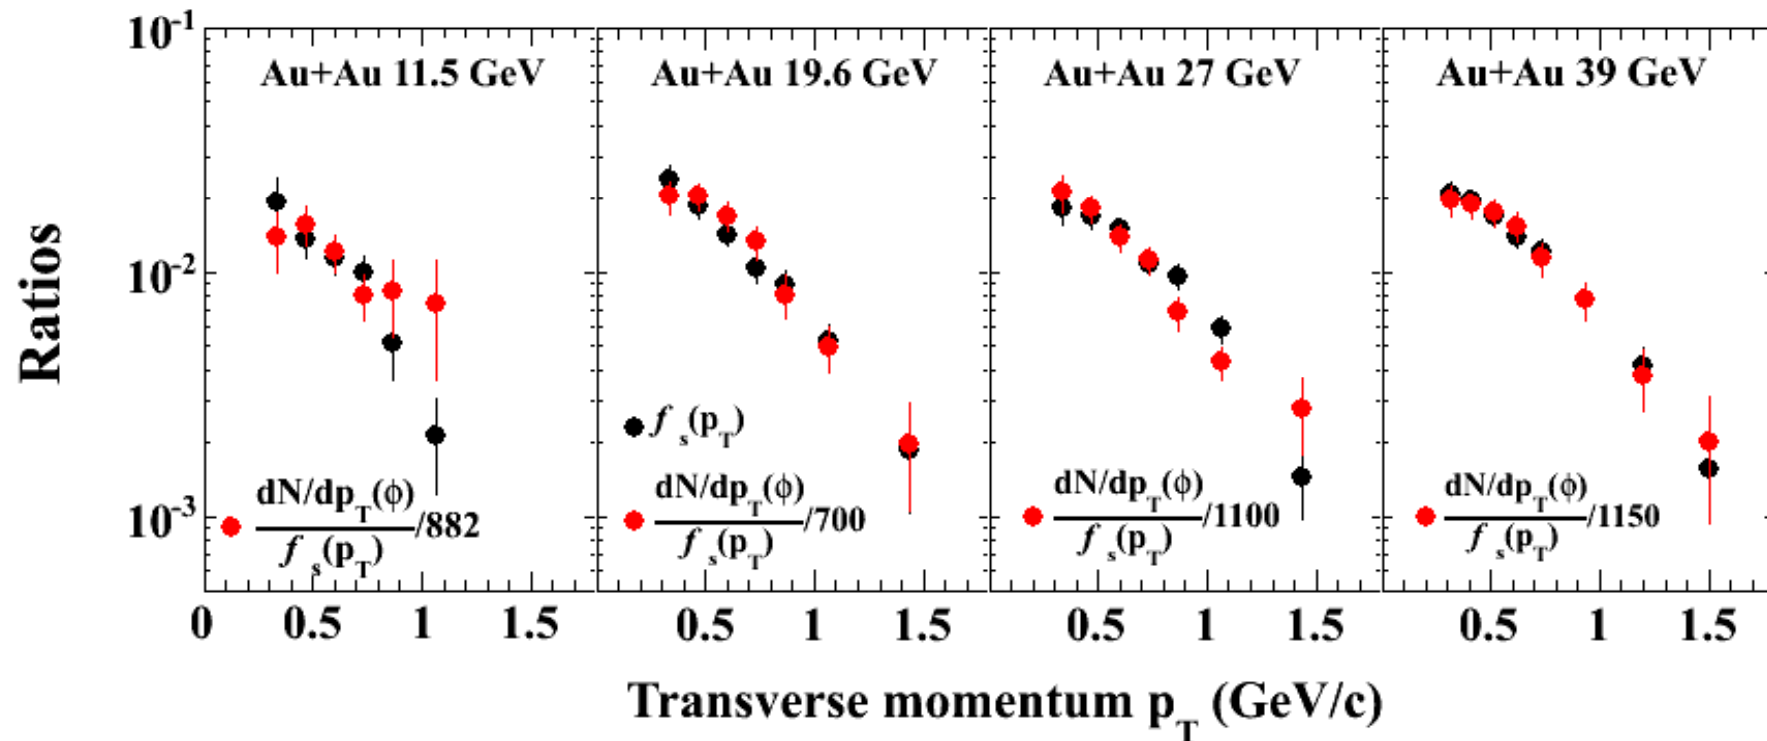 Ratios
10⁻¹
10⁻²
10⁻³
Au+Au 11.5 GeV
dN/dp_T(ϕ)
f_s(p_T)
/882
Au+Au 19.6 GeV
f_s(p_T)
dN/dp_T(ϕ)
f_s(p_T)
/700
Au+Au 27 GeV
dN/dp_T(ϕ)
f_s(p_T)
/1100
Au+Au 39 GeV
dN/dp_T(ϕ)
f_s(p_T)
/1150
0 0.5 1 1.5 0.5 1 1.5 0.5 1 1.5 0.5 1 1.5
Transverse momentum p_T (GeV/c)